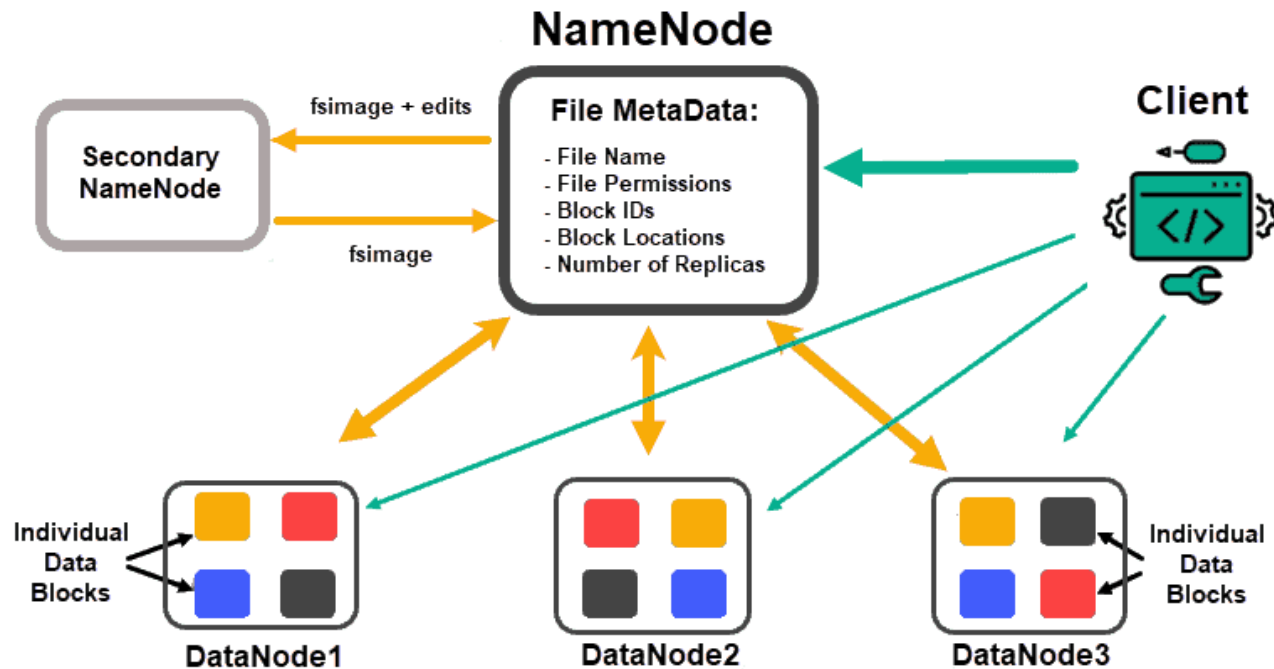 NameNode
fsimage + edits
Secondary
NameNode
fsimage
File MetaData:
- File Name
- File Permissions
- Block IDs
- Block Locations
- Number of Replicas
Client
</>
Individual
Data
Blocks
Individual
Data
Blocks
DataNode1
DataNode2
DataNode3